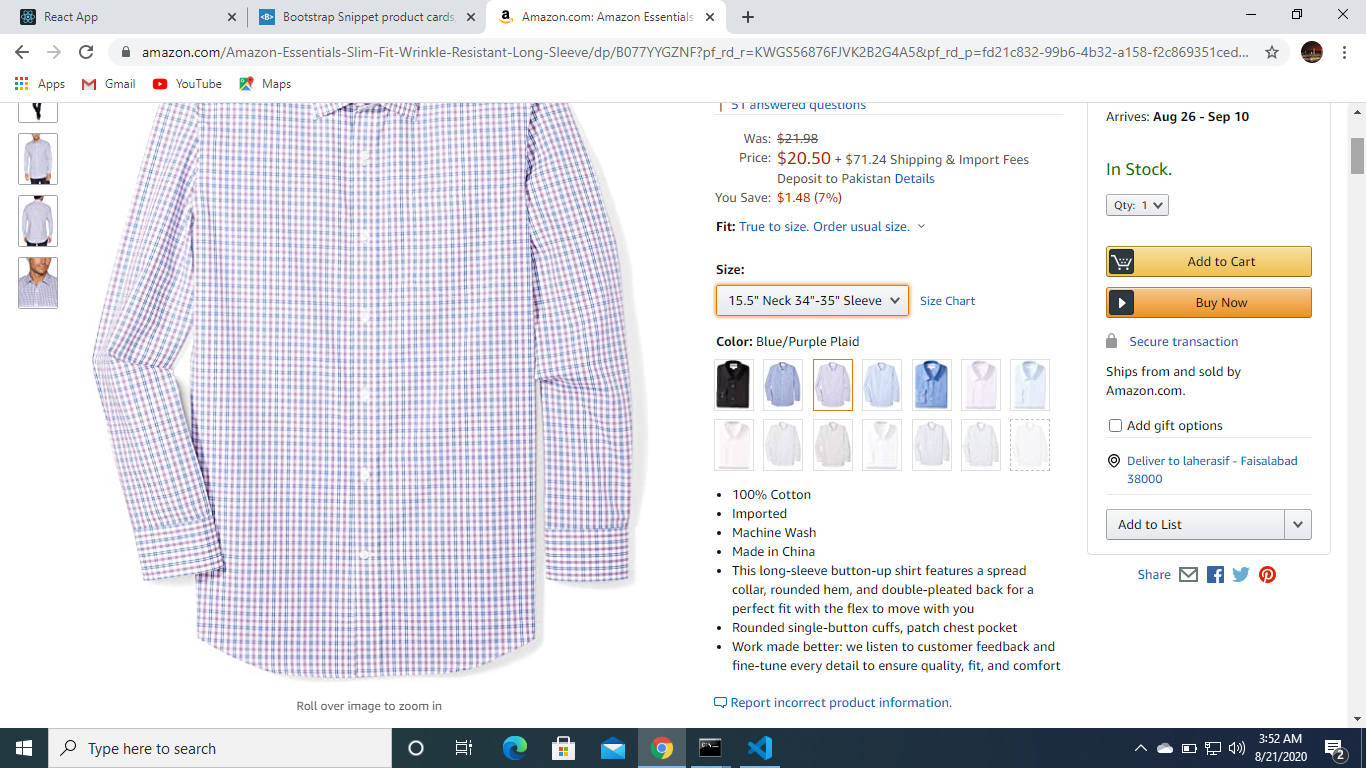 React App
Bootstrap Snippet product cards,
Amazon.com: Amazon Essentials
amazon.com/Amazon-Essentials-Slim-Fit-Wrinkle-Resistant-Long-Sleeve/dp/B077YYGZNF?pf_rd_r=KWGS56876FJVK2B2G4A5&pf_rd_p=fd21c832-99b6-4b32-a158-f2c869351ced...
Apps
Gmail
YouTube
Maps
51 answered questions
Was: $21.98
Price: $20.50 + $71.24 Shipping & Import Fees
Deposit to Pakistan Details
You Save: $1.48 (7%)
Fit: True to size. Order usual size.
Size:
15.5" Neck 34"-35" Sleeve
Size Chart
Color: Blue/Purple Plaid
100% Cotton
Imported
Machine Wash
Made in China
This long-sleeve button-up shirt features a spread
collar, rounded hem, and double-pleated back for a
perfect fit with the flex to move with you
Rounded single-button cuffs, patch chest pocket
Work made better: we listen to customer feedback and
fine-tune every detail to ensure quality, fit, and comfort
Report incorrect product information.
Roll over image to zoom in
Arrives: Aug 26 - Sep 10
In Stock.
Qty: 1
Add to Cart
Buy Now
Secure transaction
Ships from and sold by
Amazon.com.
Add gift options
Deliver to laherasif - Faisalabad
38000
Add to List
Share
Type here to search
3:52 AM
8/21/2020
2